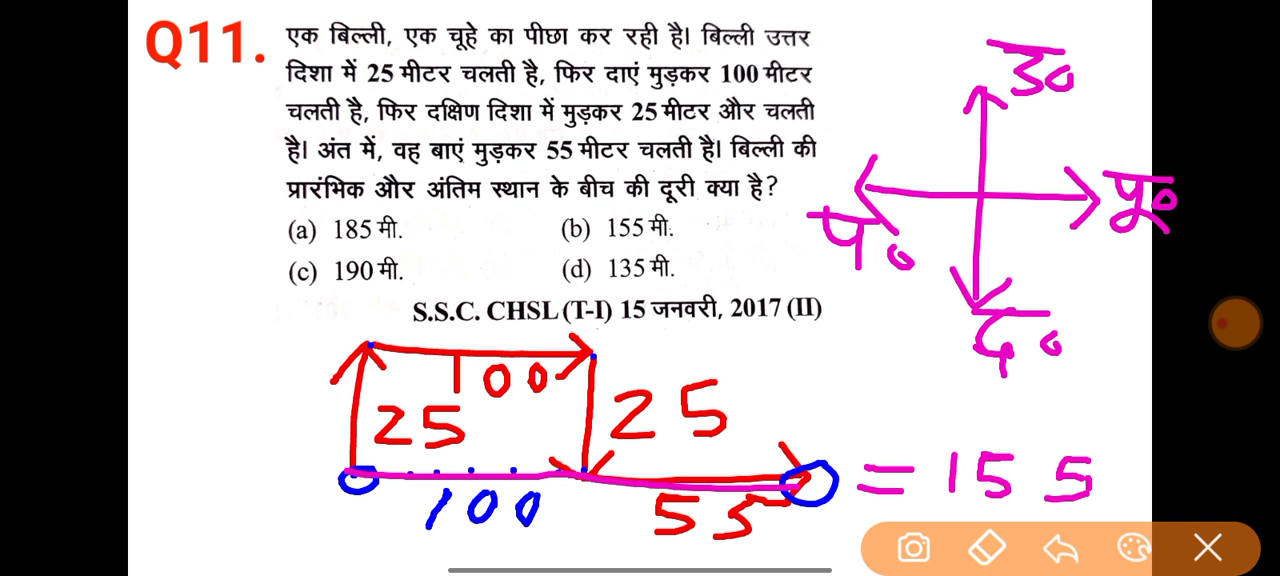 Q11.
एक बिल्ली, एक चूहे का पीछा कर रही है। बिल्ली उत्तर
दिशा में 25 मीटर चलती है, फिर दाएं मुड़कर 100 मीटर
चलती है, फिर दक्षिण दिशा में मुड़कर 25 मीटर और चलती
है। अंत में, वह बाएं मुड़कर 55 मीटर चलती है। बिल्ली की
प्रारंभिक और अंतिम स्थान के बीच की दूरी क्या है?
(a) 185 मी. (b) 155 मी.
(c) 190 मी. (d) 135 मी.
S.S.C. CHSL (T-I) 15 जनवरी, 2017 (II)
उ०
प० पू०
द०
100
25 25
100 55 = 155